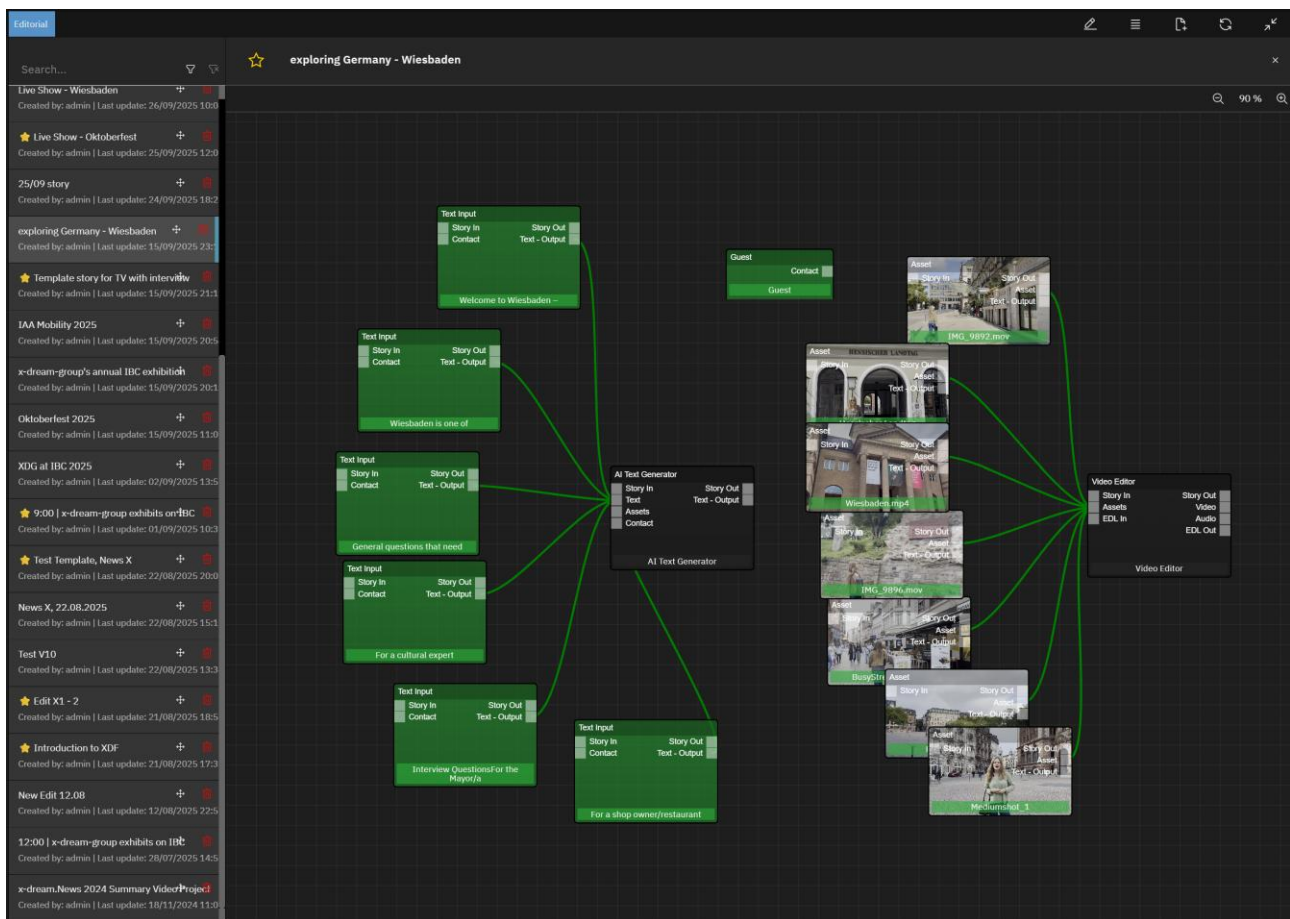 Editorial
Search...
Live Show - Wiesbaden
Created by: admin | Last update: 26/09/2025 10:0
Live Show - Oktoberfest
Created by: admin | Last update: 25/09/2025 12:0
25/09 story
Created by: admin | Last update: 24/09/2025 18:2
exploring Germany - Wiesbaden
Created by: admin | Last update: 15/09/2025 23:
Template story for TV with interview
Created by: admin | Last update: 15/09/2025 21:1
IAA Mobility 2025
Created by: admin | Last update: 15/09/2025 20:5
x-dream-group's annual IBC exhibition
Created by: admin | Last update: 15/09/2025 20:1
Oktoberfest 2025
Created by: admin | Last update: 15/09/2025 11:0
XDG at IBC 2025
Created by: admin | Last update: 02/09/2025 13:5
9:00 | x-dream-group exhibits on IBC
Created by: admin | Last update: 01/09/2025 10:3
Test Template, News X
Created by: admin | Last update: 22/08/2025 20:0
News X, 22.08.2025
Created by: admin | Last update: 22/08/2025 15:1
Test V10
Created by: admin | Last update: 22/08/2025 13:3
Edit X1 - 2
Created by: admin | Last update: 21/08/2025 18:5
Introduction to XDF
Created by: admin | Last update: 21/08/2025 17:3
New Edit 12.08
Created by: admin | Last update: 12/08/2025 22:5
12:00 | x-dream-group exhibits on IBC
Created by: admin | Last update: 28/07/2025 14:5
x-dream.News 2024 Summary Video Project
Created by: admin | Last update: 18/11/2024 11:0
exploring Germany - Wiesbaden
90 %
Text Input
Story In Story Out
Contact Text - Output
Welcome to Wiesbaden –
Text Input
Story In Story Out
Contact Text - Output
Wiesbaden is one of
Text Input
Story In Story Out
Contact Text - Output
General questions that need
Text Input
Story In Story Out
Contact Text - Output
For a cultural expert
Text Input
Story In Story Out
Contact Text - Output
Interview QuestionsFor the
Mayor/a
Text Input
Story In Story Out
Contact Text - Output
For a shop owner/restaurant
AI Text Generator
Story In Story Out
Text Text - Output
Assets
Contact
AI Text Generator
Guest
Contact
Guest
Asset
Story In Story Out
Asset
Text - Output
IMG_9892.mov
Asset
HESSISCHER LANDTAG
Story In Story Out
Asset
Text - Output
Asset
Story In Story Out
Asset
Text - Output
Wiesbaden.mp4
Asset
Story In Story Out
Asset
Text - Output
IMG_9896.mov
Asset
Story In Story Out
Asset
Text - Output
Asset
Story In Story Out
Asset
Text - Output
Asset
Story In Story Out
Asset
Text - Output
Mediumshot_1
Video Editor
Story In Story Out
Assets Video
EDL In Audio
EDL Out
Video Editor